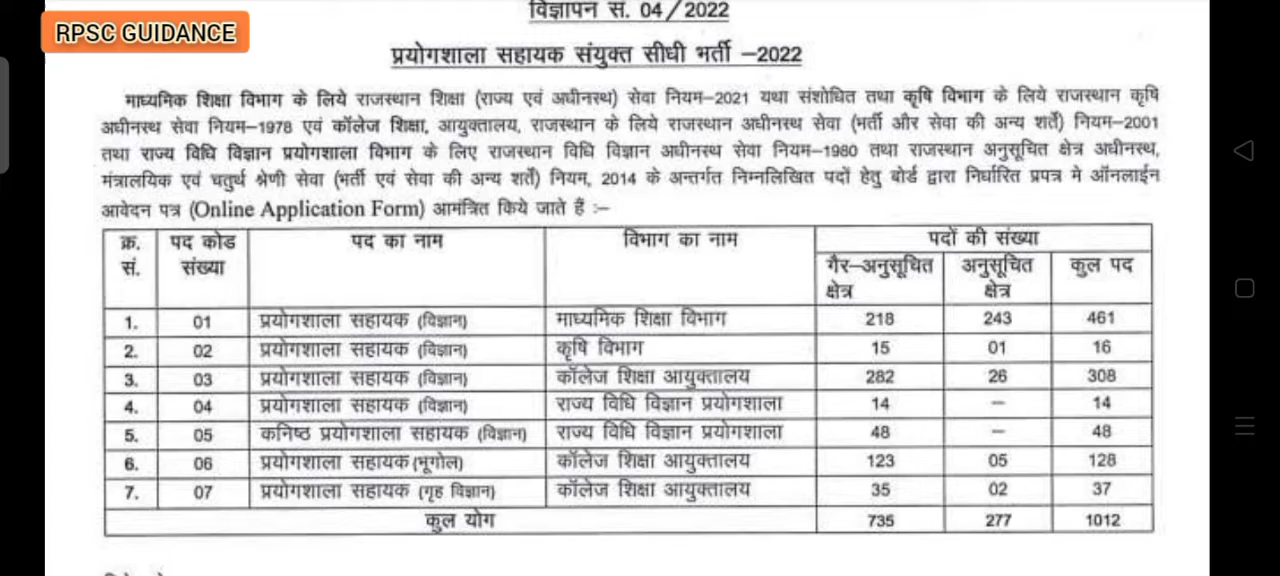 RPSC GUIDANCE
विज्ञापन सं. 04/2022
प्रयोगशाला सहायक संयुक्त सीधी भर्ती –2022
माध्यमिक शिक्षा विभाग के लिये राजस्थान शिक्षा (राज्य एवं अधीनस्थ) सेवा नियम–2021 यथा संशोधित तथा कृषि विभाग के लिये राजस्थान कृषि
अधीनस्थ सेवा नियम–1978 एवं कॉलेज शिक्षा, आयुक्तालय, राजस्थान के लिये राजस्थान अधीनस्थ सेवा (भर्ती और सेवा की अन्य शर्ते) नियम–2001
तथा राज्य विधि विज्ञान प्रयोगशाला विभाग के लिए राजस्थान विधि विज्ञान अधीनस्थ सेवा नियम–1980 तथा राजस्थान अनुसूचित क्षेत्र अधीनस्थ,
मंत्रालयिक एवं चतुर्थ श्रेणी सेवा (भर्ती एवं सेवा की अन्य शर्ते) नियम, 2014 के अन्तर्गत निम्नलिखित पदों हेतु बोर्ड द्वारा निर्धारित प्रपत्र मे ऑनलाईन
आवेदन पत्र (Online Application Form) आमंत्रित किये जाते हैं :–
क्र. सं. पद कोड संख्या पद का नाम विभाग का नाम पदों की संख्या
गैर–अनुसूचित क्षेत्र अनुसूचित क्षेत्र कुल पद
1. 01 प्रयोगशाला सहायक (विज्ञान) माध्यमिक शिक्षा विभाग 218 243 461
2. 02 प्रयोगशाला सहायक (विज्ञान) कृषि विभाग 15 01 16
3. 03 प्रयोगशाला सहायक (विज्ञान) कॉलेज शिक्षा आयुक्तालय 282 26 308
4. 04 प्रयोगशाला सहायक (विज्ञान) राज्य विधि विज्ञान प्रयोगशाला 14 – 14
5. 05 कनिष्ठ प्रयोगशाला सहायक (विज्ञान) राज्य विधि विज्ञान प्रयोगशाला 48 – 48
6. 06 प्रयोगशाला सहायक (भूगोल) कॉलेज शिक्षा आयुक्तालय 123 05 128
7. 07 प्रयोगशाला सहायक (गृह विज्ञान) कॉलेज शिक्षा आयुक्तालय 35 02 37
कुल योग 735 277 1012